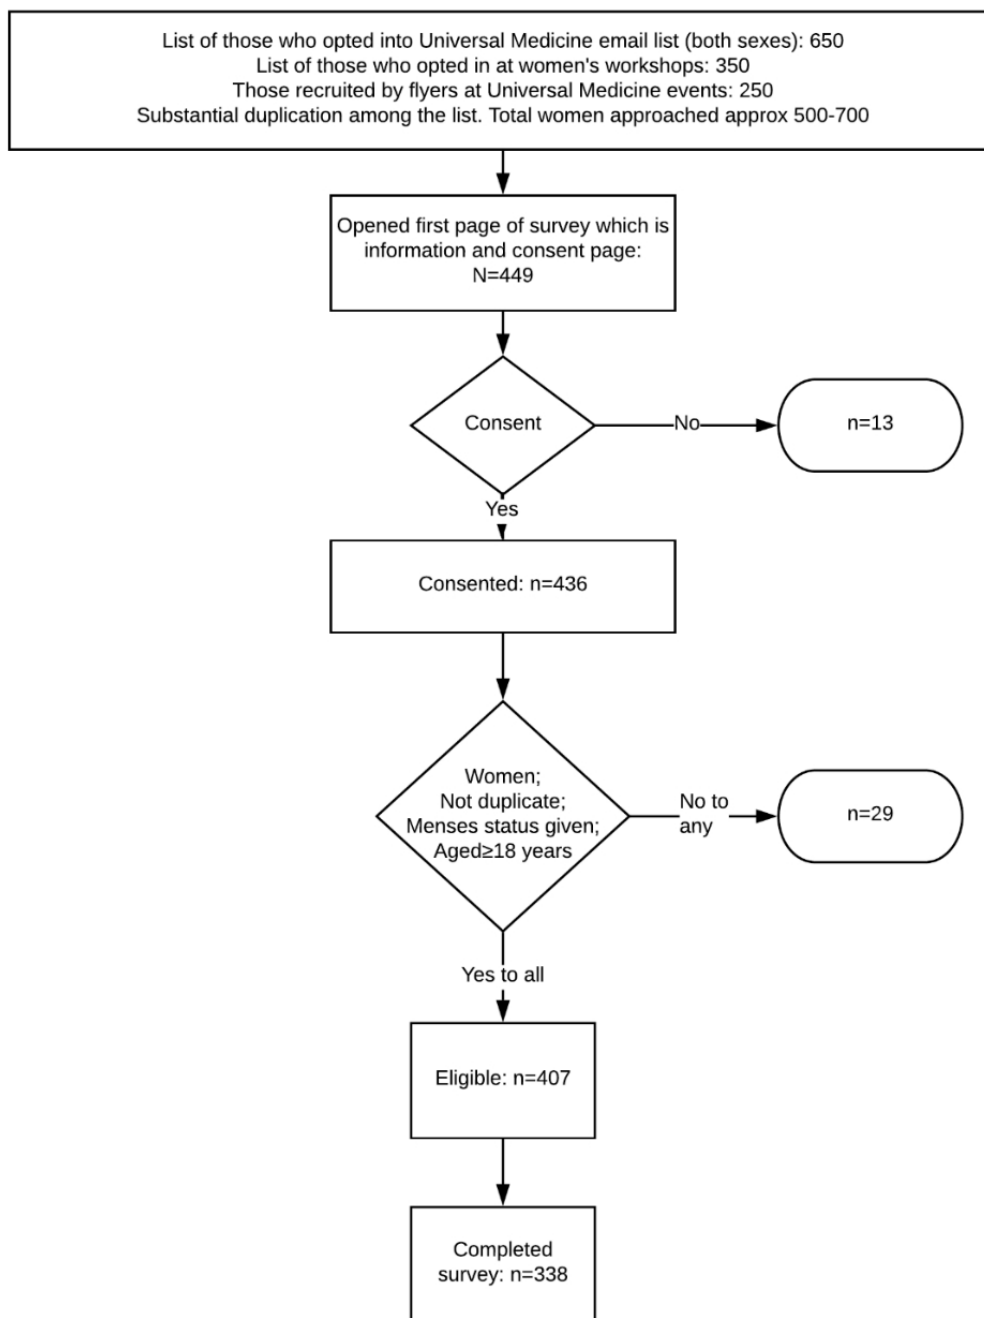 List of those who opted into Universal Medicine email list (both sexes): 650
List of those who opted in at women's workshops: 350
Those recruited by flyers at Universal Medicine events: 250
Substantial duplication among the list. Total women approached approx 500-700
Opened first page of survey which is
information and consent page:
N=449
Consent
No
n=13
Yes
Consented: n=436
Women;
Not duplicate;
Menses status given;
Aged≥18 years
No to
any
n=29
Yes to all
Eligible: n=407
Completed
survey: n=338